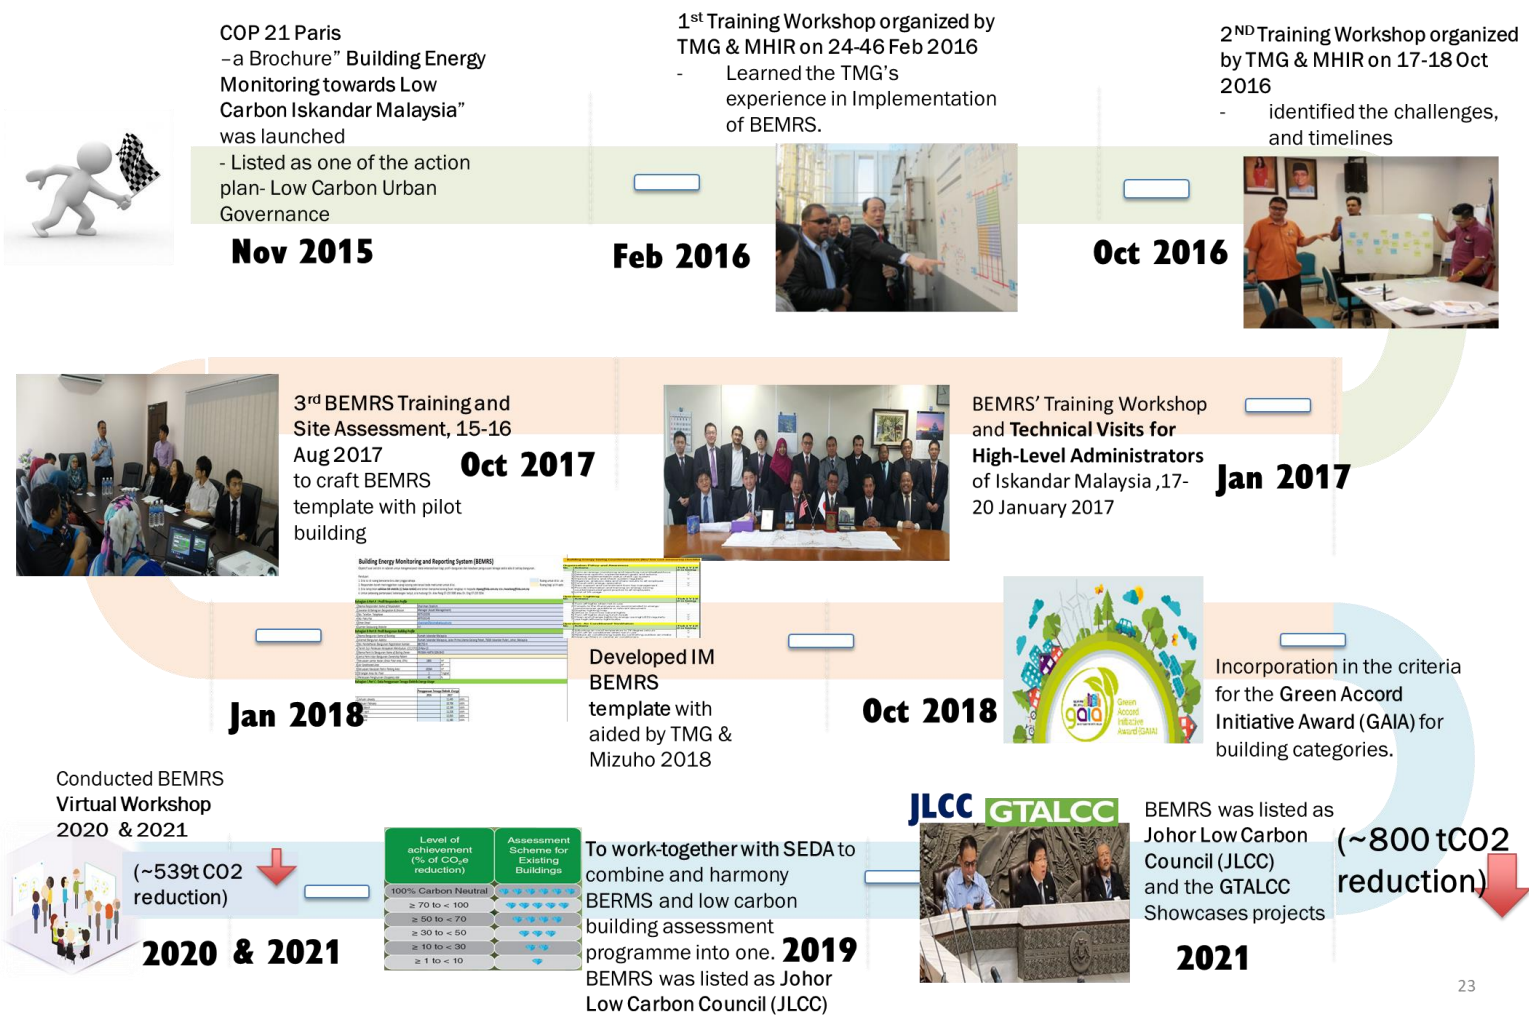 COP 21 Paris
–a Brochure” Building Energy
Monitoring towards Low
Carbon Iskandar Malaysia”
was launched
- Listed as one of the action
plan- Low Carbon Urban
Governance
Nov 2015
1st Training Workshop organized by
TMG & MHIR on 24-46 Feb 2016
- Learned the TMG’s
experience in Implementation
of BEMRS.
Feb 2016
2ND Training Workshop organized
by TMG & MHIR on 17-18 Oct
2016
- identified the challenges,
and timelines
Oct 2016
3rd BEMRS Training and
Site Assessment, 15-16
Aug 2017
to craft BEMRS
template with pilot
building
Oct 2017
BEMRS’ Training Workshop
and Technical Visits for
High-Level Administrators
of Iskandar Malaysia ,17-
20 January 2017
Jan 2017
Building Energy Monitoring and Reporting System (BEMRS)
Jan 2018
Developed IM
BEMRS
template with
aided by TMG &
Mizuho 2018
Oct 2018
gaia
Green
Accord
Initiative
Award (GAIA)
Incorporation in the criteria
for the Green Accord
Initiative Award (GAIA) for
building categories.
Conducted BEMRS
Virtual Workshop
2020 & 2021
(~539t CO2
reduction)
2020 & 2021
Level of
achievement
(% of CO2e
reduction)
Assessment
Scheme for
Existing
Buildings
100% Carbon Neutral
≥ 70 to < 100
≥ 50 to < 70
≥ 30 to < 50
≥ 10 to < 30
≥ 1 to < 10
To work-together with SEDA to
combine and harmony
BERMS and low carbon
building assessment
programme into one.
BEMRS was listed as Johor
Low Carbon Council (JLCC)
2019
JLCC
GTALCC
BEMRS was listed as
Johor Low Carbon
Council (JLCC)
and the GTALCC
Showcases projects
2021
(~800 tCO2
reduction)
23